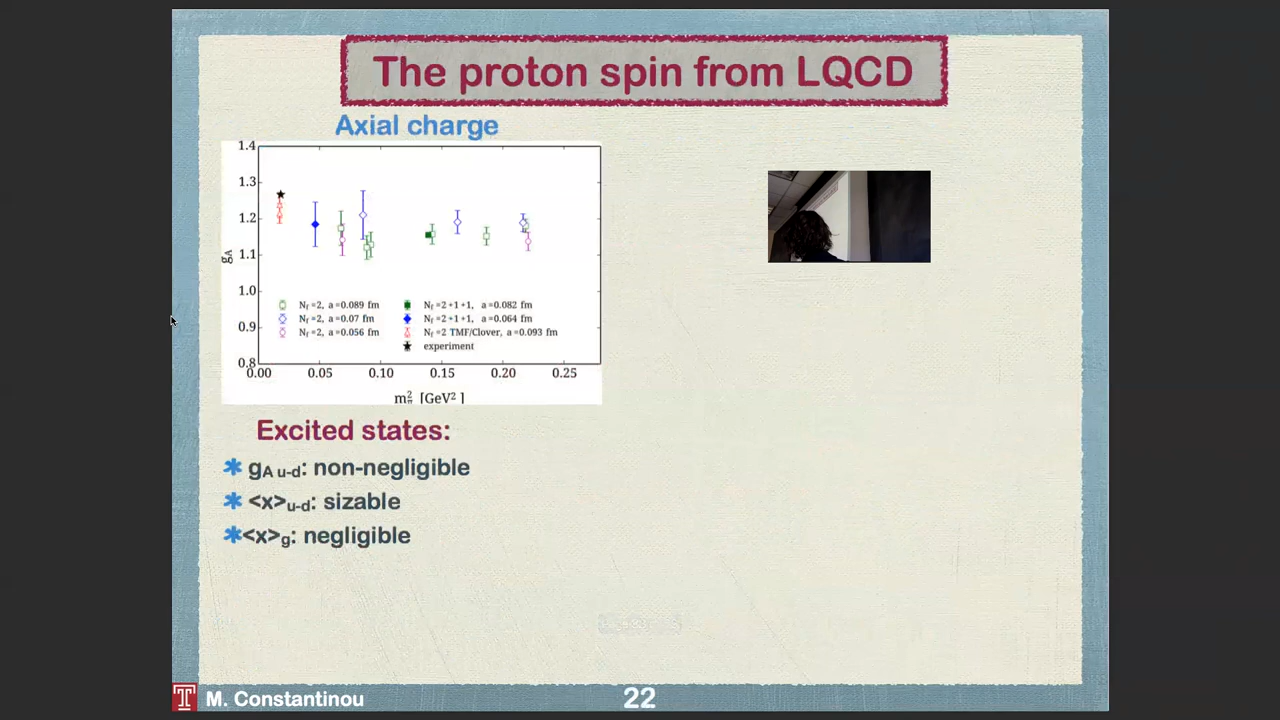 The proton spin from LQCD
Axial charge
1.4
1.3
1.2
1.1
1.0
0.9
0.8
gA
0.00 0.05 0.10 0.15 0.20 0.25
m²π [GeV²]
Nf=2, a=0.089 fm
Nf=2, a=0.07 fm
Nf=2, a=0.056 fm
Nf=2+1+1, a=0.082 fm
Nf=2+1+1, a=0.064 fm
Nf=2 TMF/Clover, a=0.093 fm
experiment
Excited states:
✱ gA u-d: non-negligible
✱ <x>u-d: sizable
✱<x>g: negligible
T M. Constantinou
22